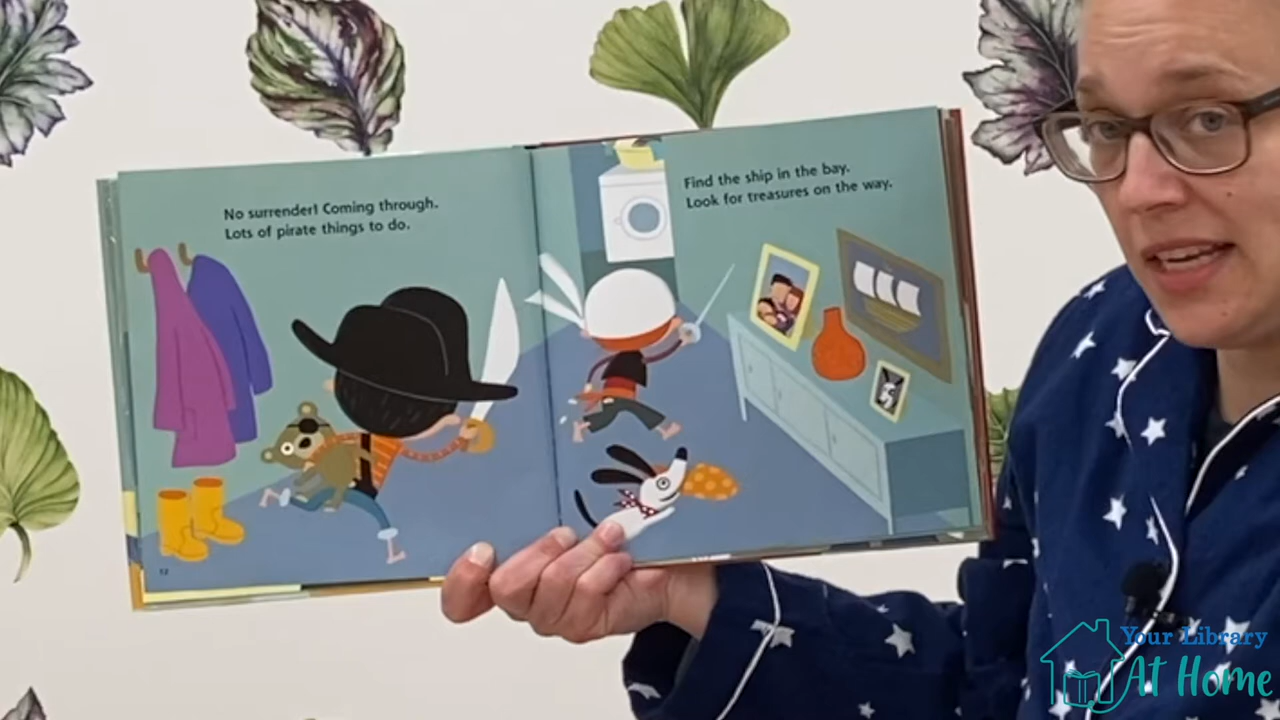 No surrender! Coming through.
Lots of pirate things to do.
Find the ship in the bay.
Look for treasures on the way.
12
Your Library
At Home